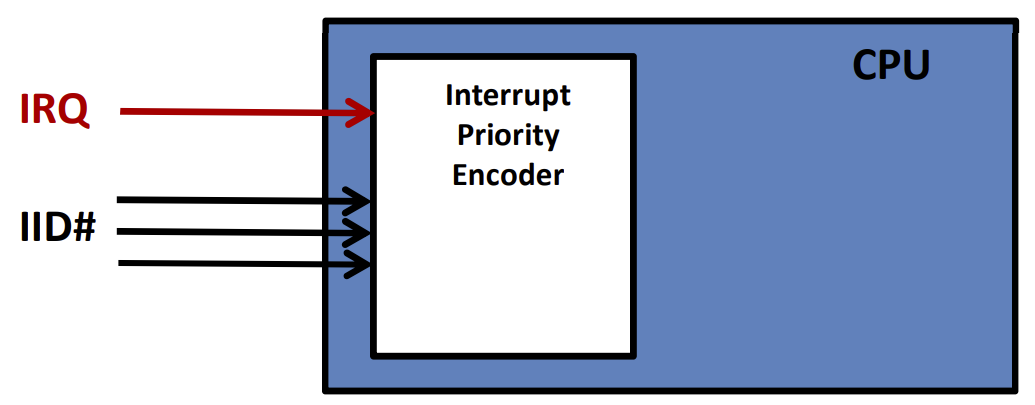 CPU
IRQ
Interrupt
Priority
Encoder
IID#